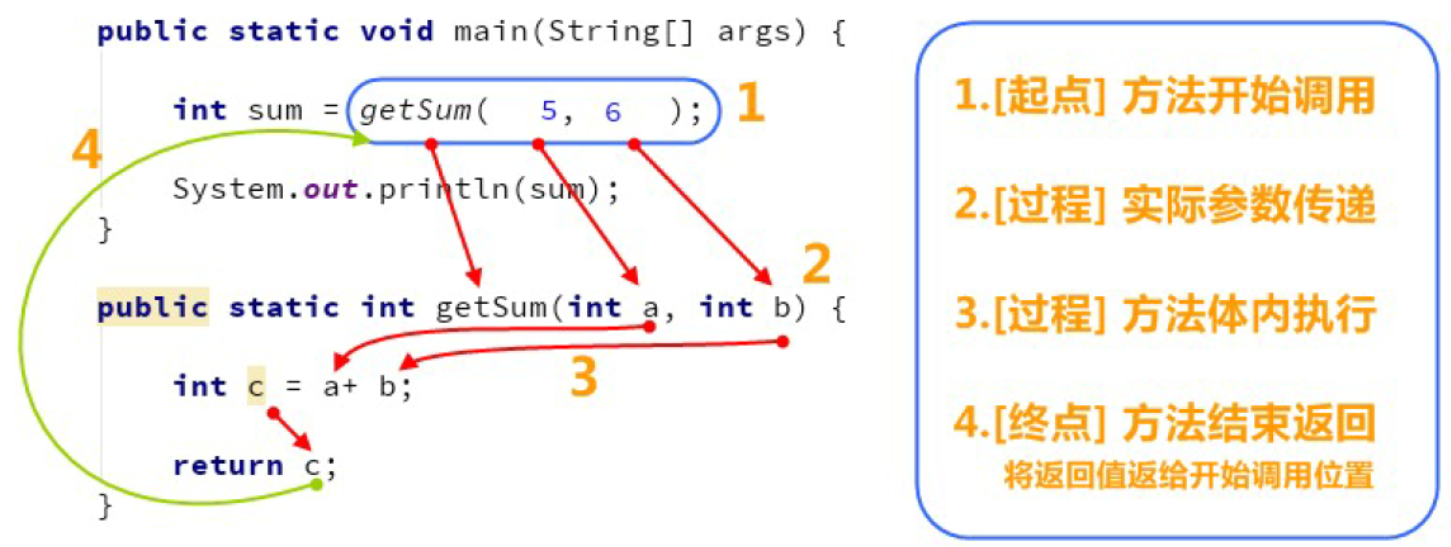 public static void main(String[] args) {
int sum = getSum( 5, 6 ); 1
4
System.out.println(sum);
}
2
public static int getSum(int a, int b) {
3
int c = a+ b;
return c;
}
1.[起点] 方法开始调用
2.[过程] 实际参数传递
3.[过程] 方法体内执行
4.[终点] 方法结束返回
将返回值返给开始调用位置